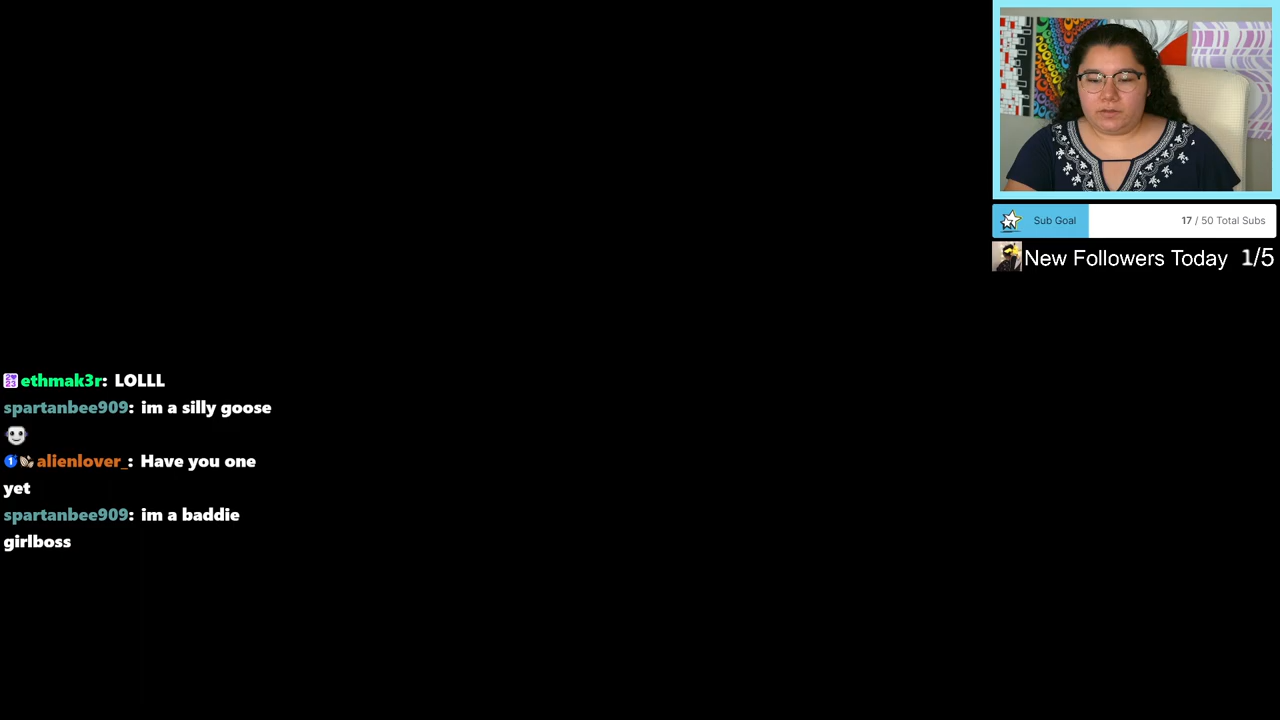 Sub Goal 17 / 50 Total Subs
New Followers Today 1/5
ethmak3r: LOLLL
spartanbee909: im a silly goose
alienlover_: Have you one
yet
spartanbee909: im a baddie
girlboss